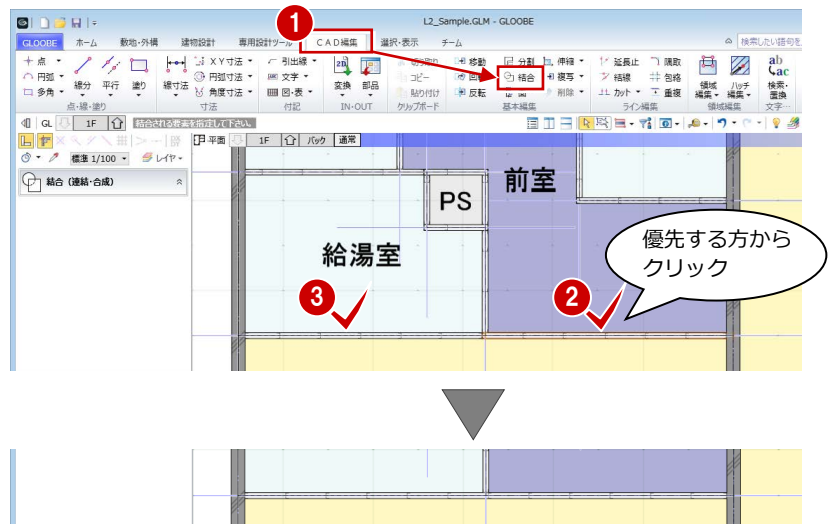 L2_Sample.GLM - GLOOBE
1
GLOOBE ホーム 敷地・外構 建物設計 専用設計ツール CAD編集 選択・表示 チーム 検索したい語句を
点 引出線 XY寸法 移動 分割 伸縮 延長止 隅取
円弧 円弧寸法 文字 コピー 結合 複写 結線 包絡
多角 線分 平行 塗り 線寸法 角度寸法 図・表 変換 部品 貼り付け 反転 削除 カット 重複 領域編集 ハッチ編集 検索・置換
点・線・塗り 寸法 付記 IN・OUT クリップボード 基本編集 ライン編集 領域編集 文字…
GL 1F 結合される要素を指定して下さい。
平面 1F バック 通常
標準 1/100 レイヤ
結合 (連結・合成)
前室
PS
給湯室
優先する方から
クリック
3
2